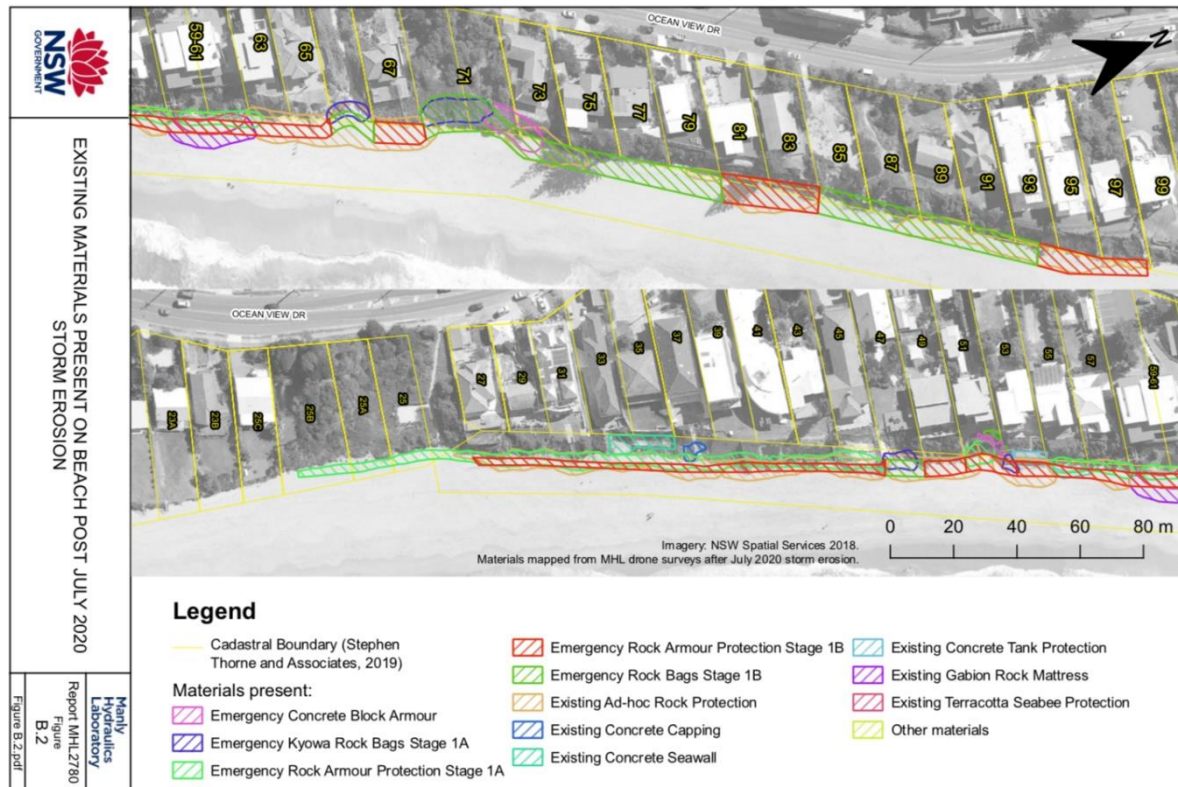 NSW
GOVERNMENT
EXISTING MATERIALS PRESENT ON BEACH POST JULY 2020
STORM EROSION
Manly
Hydraulics
Laboratory
Report MHL2780
Figure
B.2
Figure B.2.pdf
OCEAN VIEW DR
N
59-61
63
65
67
71
73
75
77
79
81
83
85
87
89
91
93
95
97
99
OCEAN VIEW DR
23A
23B
25C
25B
25A
25
27
29
31
33
35
37
39
41
43
45
47
49
51
53
55
57
59-61
0 20 40 60 80 m
Imagery: NSW Spatial Services 2018.
Materials mapped from MHL drone surveys after July 2020 storm erosion.
Legend
Cadastral Boundary (Stephen
Thorne and Associates, 2019)
Materials present:
Emergency Concrete Block Armour
Emergency Kyowa Rock Bags Stage 1A
Emergency Rock Armour Protection Stage 1A
Emergency Rock Armour Protection Stage 1B
Emergency Rock Bags Stage 1B
Existing Ad-hoc Rock Protection
Existing Concrete Capping
Existing Concrete Seawall
Existing Concrete Tank Protection
Existing Gabion Rock Mattress
Existing Terracotta Seabee Protection
Other materials